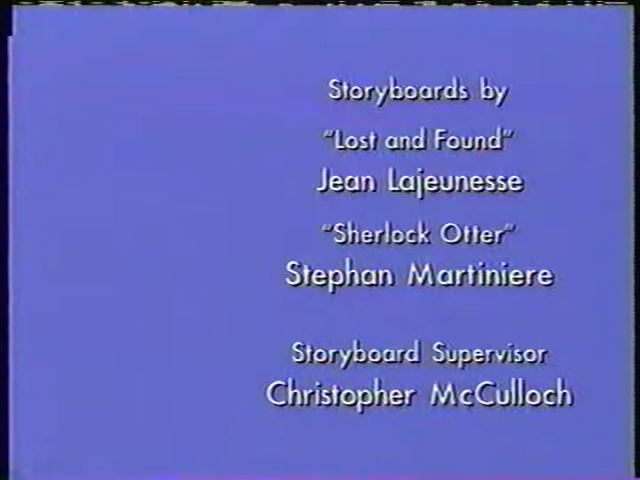 Storyboards by
"Lost and Found"
Jean Lajeunesse
"Sherlock Otter"
Stephan Martiniere
Storyboard Supervisor
Christopher McCulloch